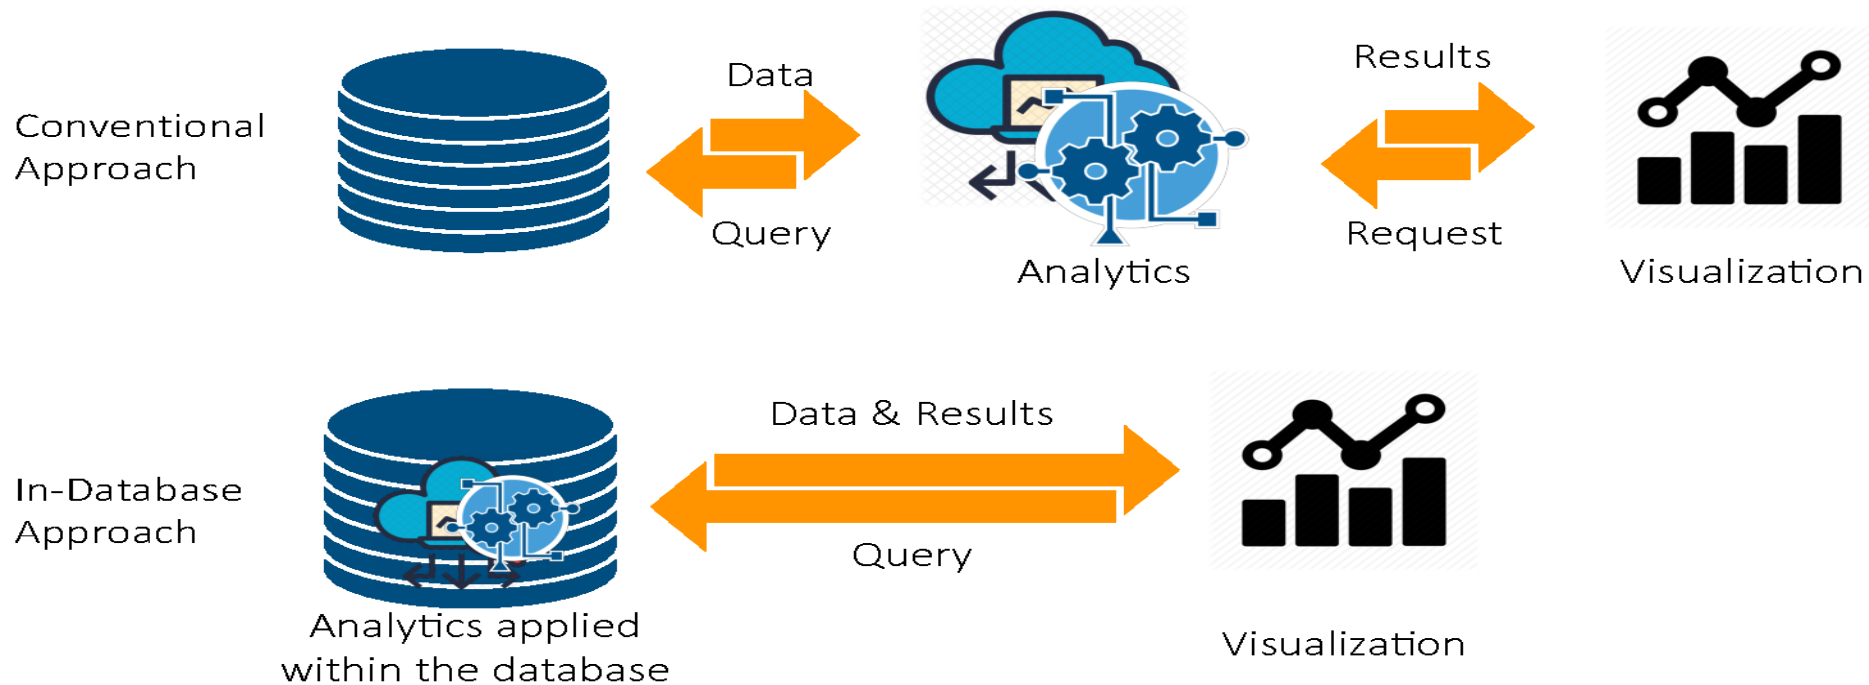 Conventional
Approach
Data
Query
Analytics
Results
Request
Visualization
In-Database
Approach
Analytics applied
within the database
Data & Results
Query
Visualization